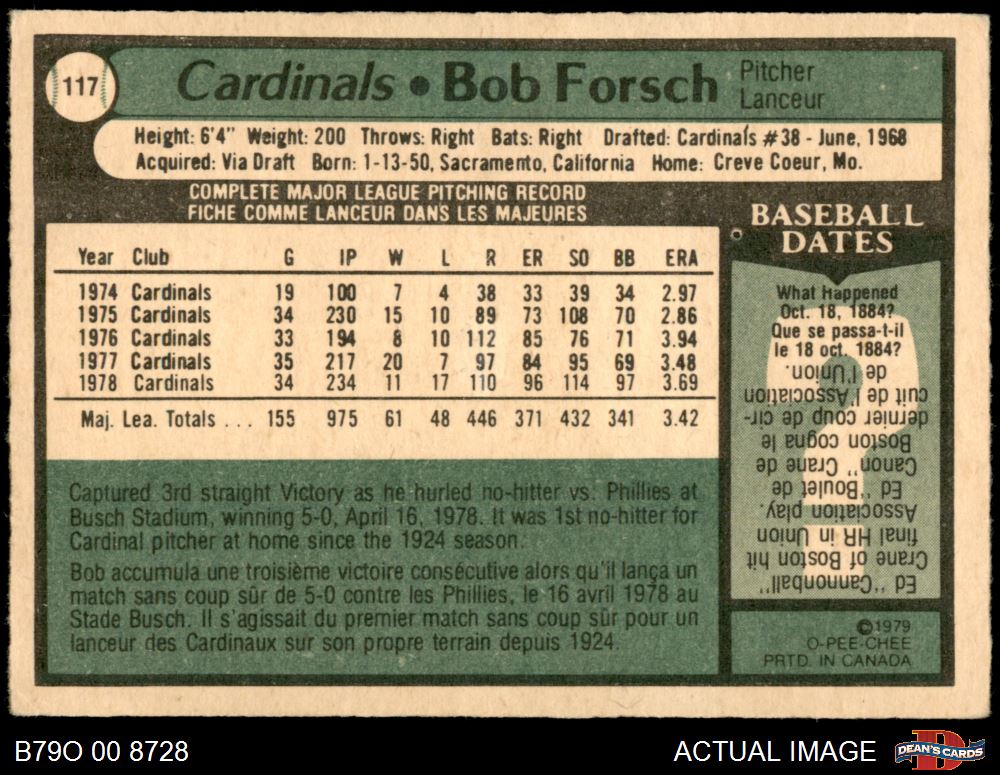 117
Cardinals • Bob Forsch Pitcher
Lanceur
Height: 6'4" Weight: 200 Throws: Right Bats: Right Drafted: Cardinals #38 - June, 1968
Acquired: Via Draft Born: 1-13-50, Sacramento, California Home: Creve Coeur, Mo.
COMPLETE MAJOR LEAGUE PITCHING RECORD
FICHE COMME LANCEUR DANS LES MAJEURES
Year Club G IP W L R ER SO BB ERA
1974 Cardinals 19 100 7 4 38 33 39 34 2.97
1975 Cardinals 34 230 15 10 89 73 108 70 2.86
1976 Cardinals 33 194 8 10 112 85 76 71 3.94
1977 Cardinals 35 217 20 7 97 84 95 69 3.48
1978 Cardinals 34 234 11 17 110 96 114 97 3.69
Maj. Lea. Totals ... 155 975 61 48 446 371 432 341 3.42
Captured 3rd straight Victory as he hurled no-hitter vs. Phillies at
Busch Stadium, winning 5-0, April 16, 1978. It was 1st no-hitter for
Cardinal pitcher at home since the 1924 season.
Bob accumula une troisième victoire consécutive alors qu'il lança un
match sans coup sûr de 5-0 contre les Phillies, le 16 avril 1978 au
Stade Busch. Il s'agissait du premier match sans coup sûr pour un
lanceur des Cardinaux sur son propre terrain depuis 1924.
BASEBALL
DATES
What Happened
Oct. 18, 1884?
Que se passa-t-il
le 18 oct. 1884?
Ed "Cannonball"
Crane of Boston hit
final HR in Union
Association play.
Ed "Boulet de
Canon" Crane de
Boston cogna le
dernier coup de cir-
cuit de l'Association
de l'Union.
©1979
O-PEE-CHEE
PRTD. IN CANADA
B79O 00 8728
ACTUAL IMAGE
B
DEAN'S CARDS